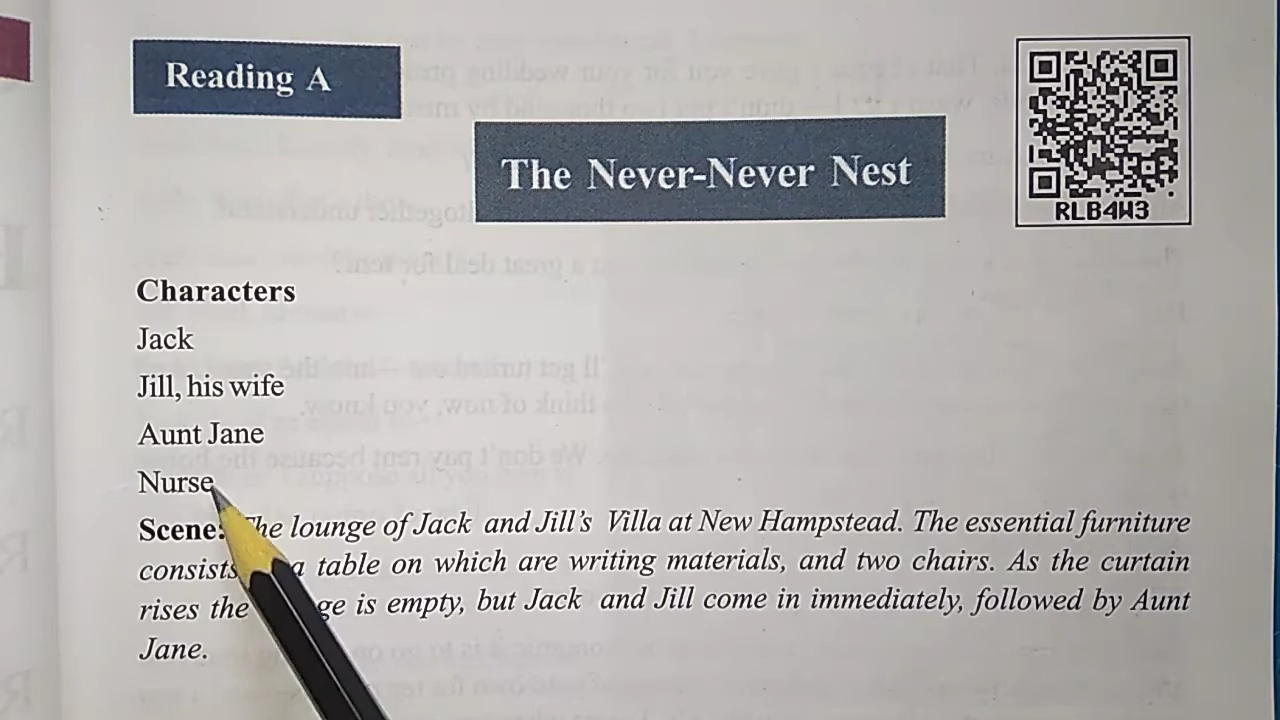 Reading A
The Never-Never Nest
RLB4W3
Characters
Jack
Jill, his wife
Aunt Jane
Nurse
Scene: The lounge of Jack and Jill's Villa at New Hampstead. The essential furniture
consists a table on which are writing materials, and two chairs. As the curtain
rises the is empty, but Jack and Jill come in immediately, followed by Aunt
Jane.